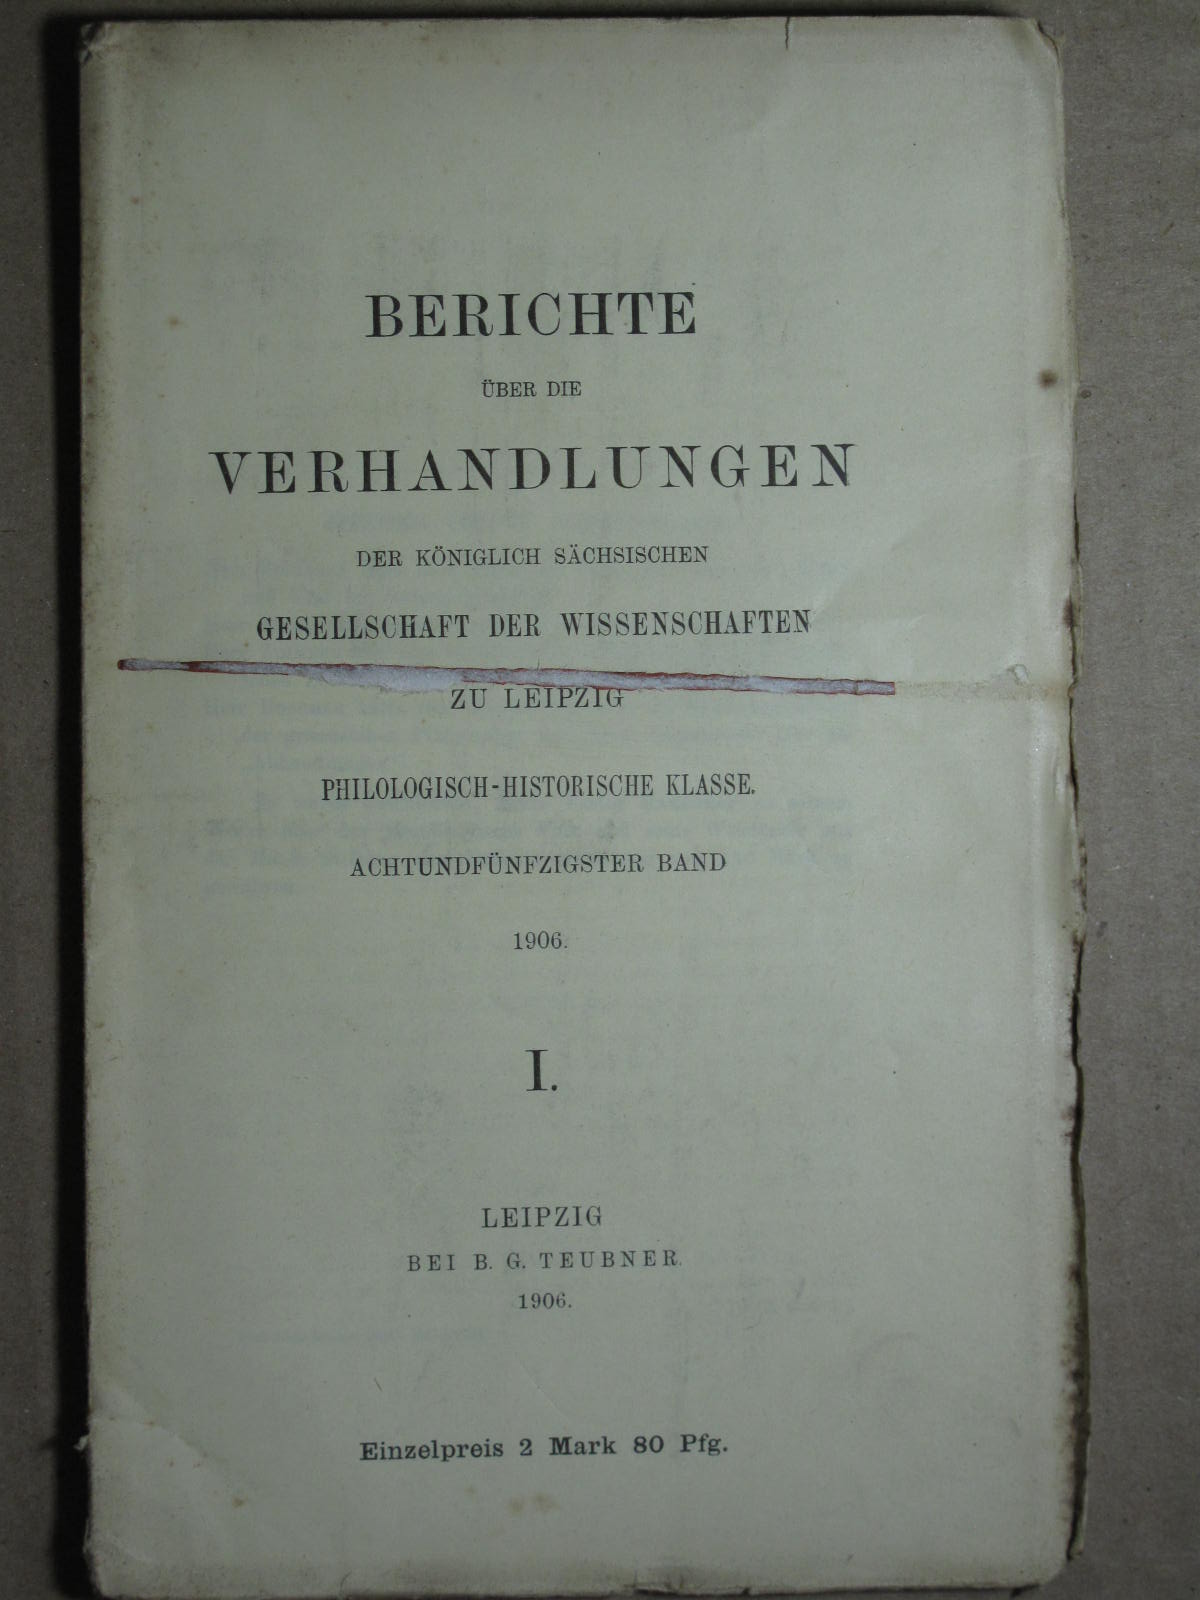 BERICHTE
ÜBER DIE
VERHANDLUNGEN
DER KÖNIGLICH SÄCHSISCHEN
GESELLSCHAFT DER WISSENSCHAFTEN
ZU LEIPZIG
PHILOLOGISCH-HISTORISCHE KLASSE.
ACHTUNDFÜNFZIGSTER BAND
1906.
I.
LEIPZIG
BEI B. G. TEUBNER.
1906.
Einzelpreis 2 Mark 80 Pfg.